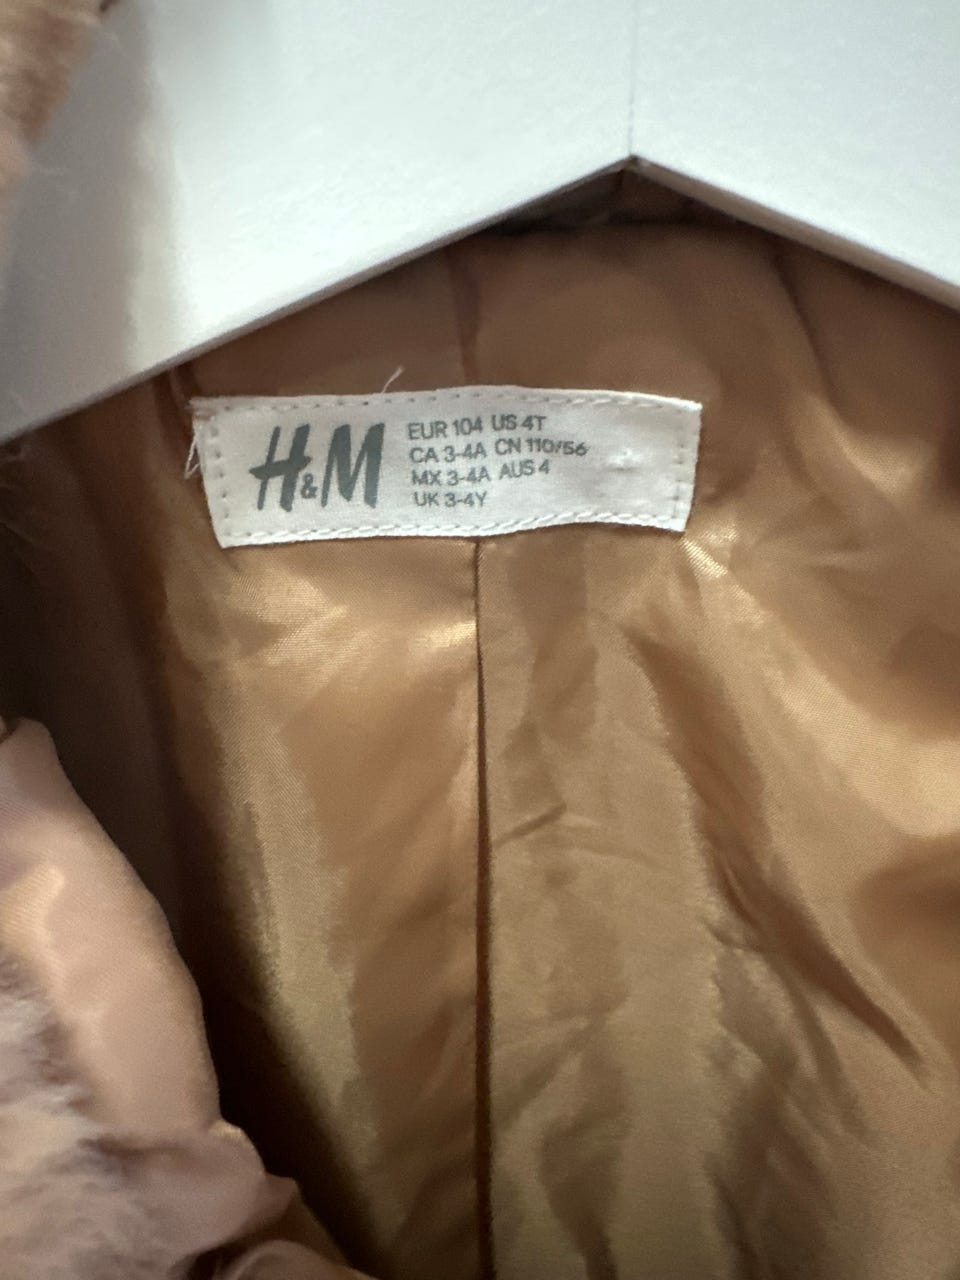 H&M
EUR 104 US 4T
CA 3-4A CN 110/56
MX 3-4A AUS 4
UK 3-4Y